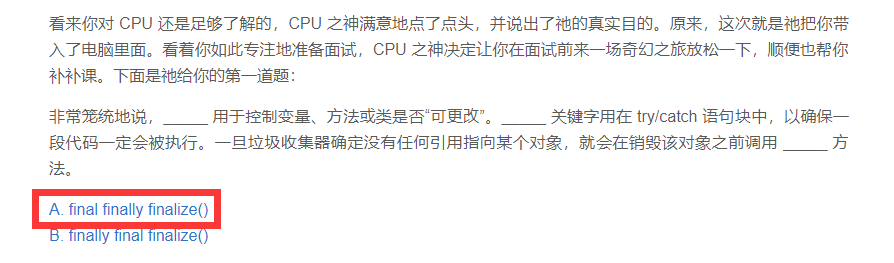 看来你对 CPU 还是足够了解的，CPU 之神满意地点了点头，并说出了祂的真实目的。原来，这次就是祂把你带
入了电脑里面。看着你如此专注地准备面试，CPU 之神决定让你在面试前来一场奇幻之旅放松一下，顺便也帮你
补补课。下面是祂给你的第一道题：
非常笼统地说，_____ 用于控制变量、方法或类是否“可更改”。_____ 关键字用在 try/catch 语句块中，以确保一
段代码一定会被执行。一旦垃圾收集器确定没有任何引用指向某个对象，就会在销毁该对象之前调用 _____ 方
法。
A. final finally finalize()
B. finally final finalize()